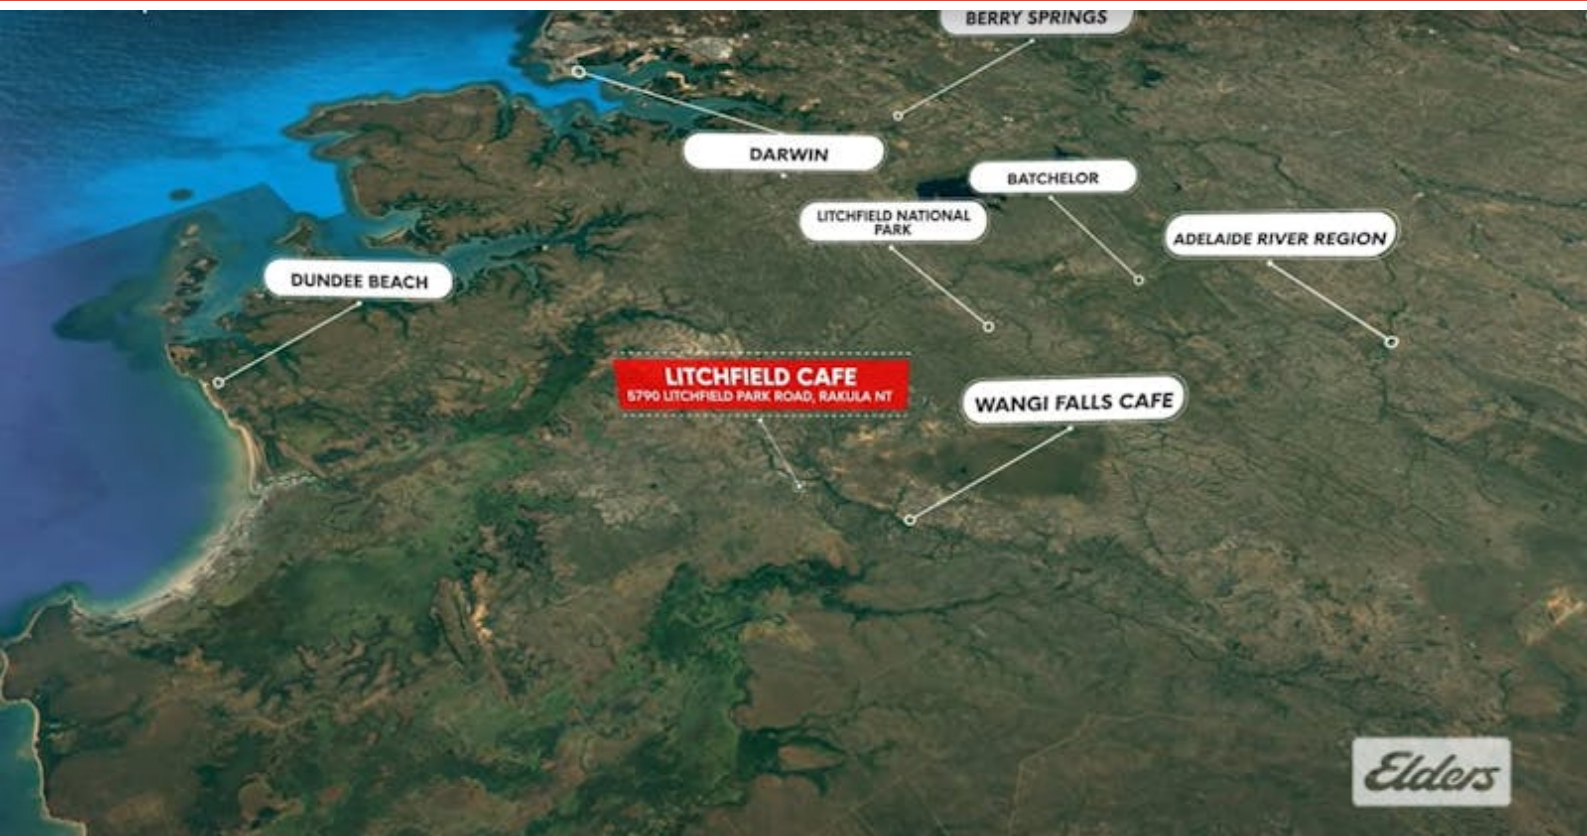 BERRY SPRINGS
DARWIN
BATCHELOR
LITCHFIELD NATIONAL
PARK
ADELAIDE RIVER REGION
DUNDEE BEACH
LITCHFIELD CAFE
5790 LITCHFIELD PARK ROAD, RAKULA NT
WANGI FALLS CAFE
Elders